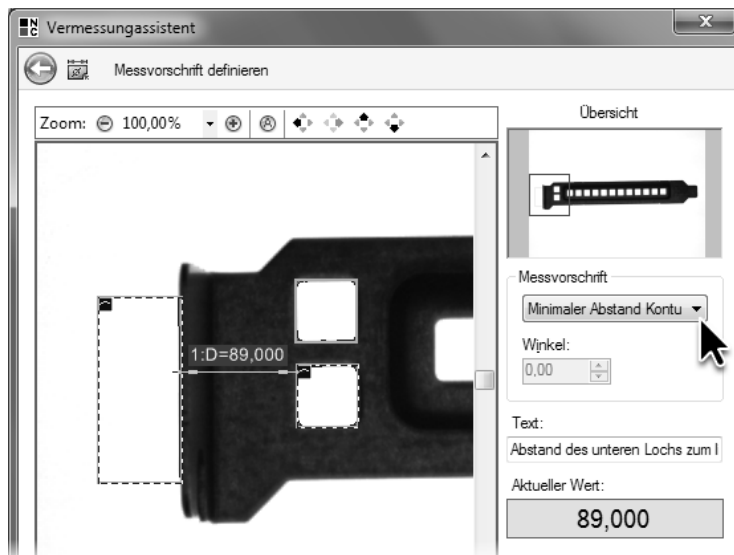 Vermessungassistent
Messvorschrift definieren
Zoom: 100,00%
Übersicht
1:D=89,000
Messvorschrift
Minimaler Abstand Kontu
Winkel:
0,00
Text:
Abstand des unteren Lochs zum l
Aktueller Wert:
89,000